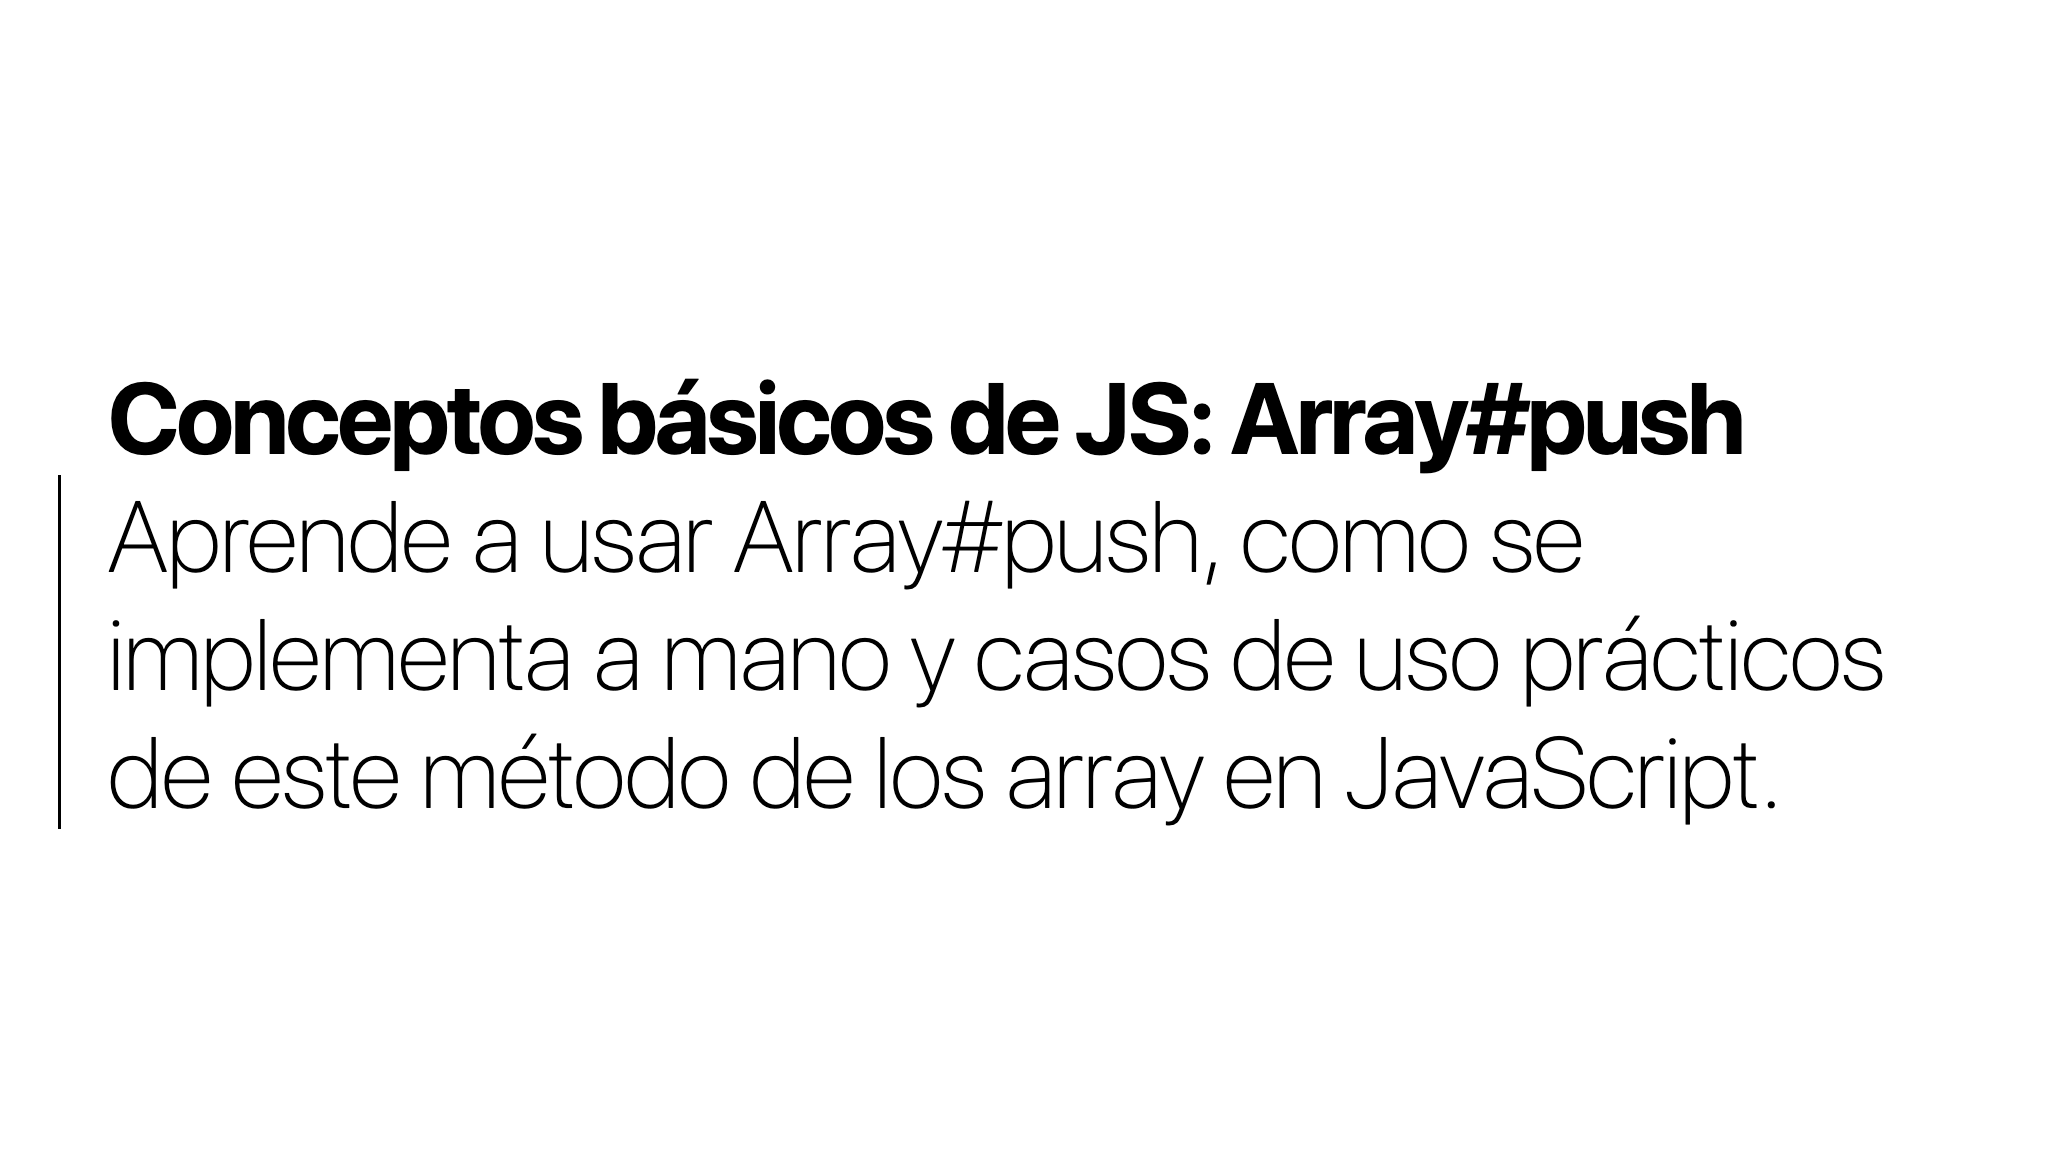 Conceptos básicos de JS: Array#push
Aprende a usar Array#push, como se
implementa a mano y casos de uso prácticos
de este método de los array en JavaScript.